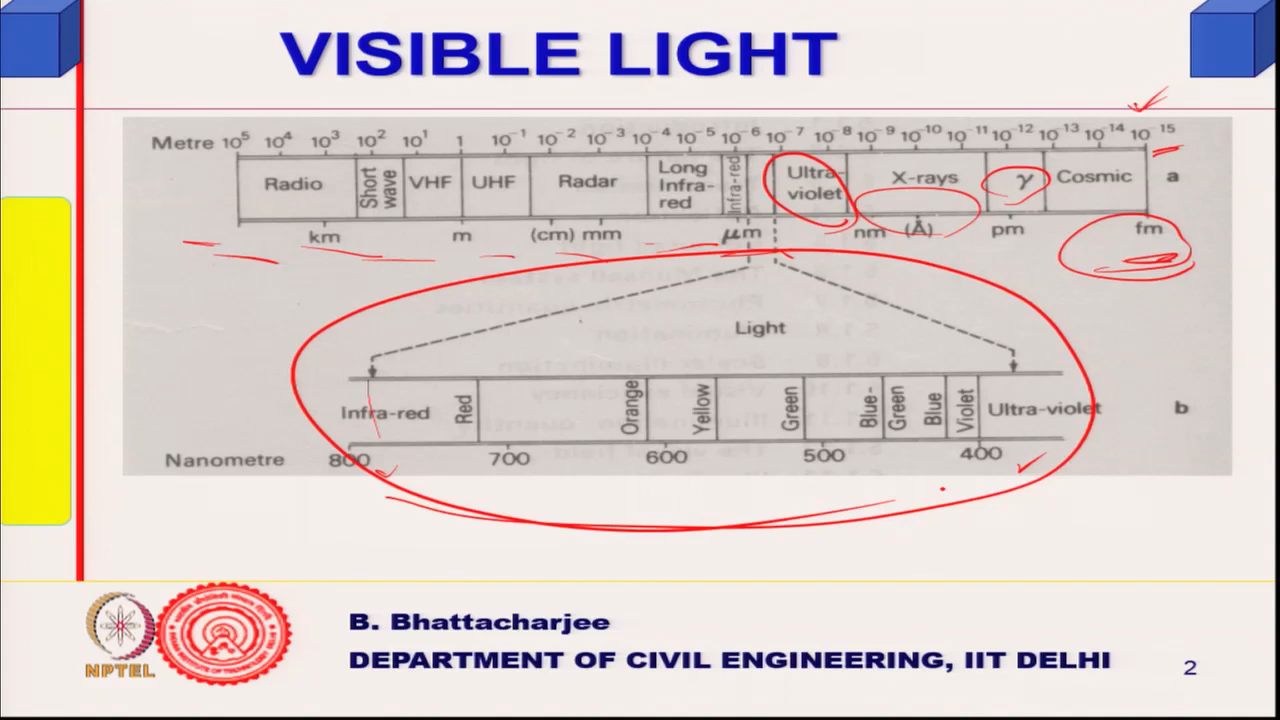 VISIBLE LIGHT
Metre 10⁵ 10⁴ 10³ 10² 10¹ 1 10⁻¹ 10⁻² 10⁻³ 10⁻⁴ 10⁻⁵ 10⁻⁶ 10⁻⁷ 10⁻⁸ 10⁻⁹ 10⁻¹⁰ 10⁻¹¹ 10⁻¹² 10⁻¹³ 10⁻¹⁴ 10⁻¹⁵
Radio Short wave VHF UHF Radar Long Infra-red Infra-red Ultra-violet X-rays γ Cosmic a
km m (cm) mm μm nm (Å) pm fm
Light
Infra-red Red Orange Yellow Green Blue-Green Blue Violet Ultra-violet b
Nanometre 800 700 600 500 400
B. Bhattacharjee
DEPARTMENT OF CIVIL ENGINEERING, IIT DELHI
2
NPTEL